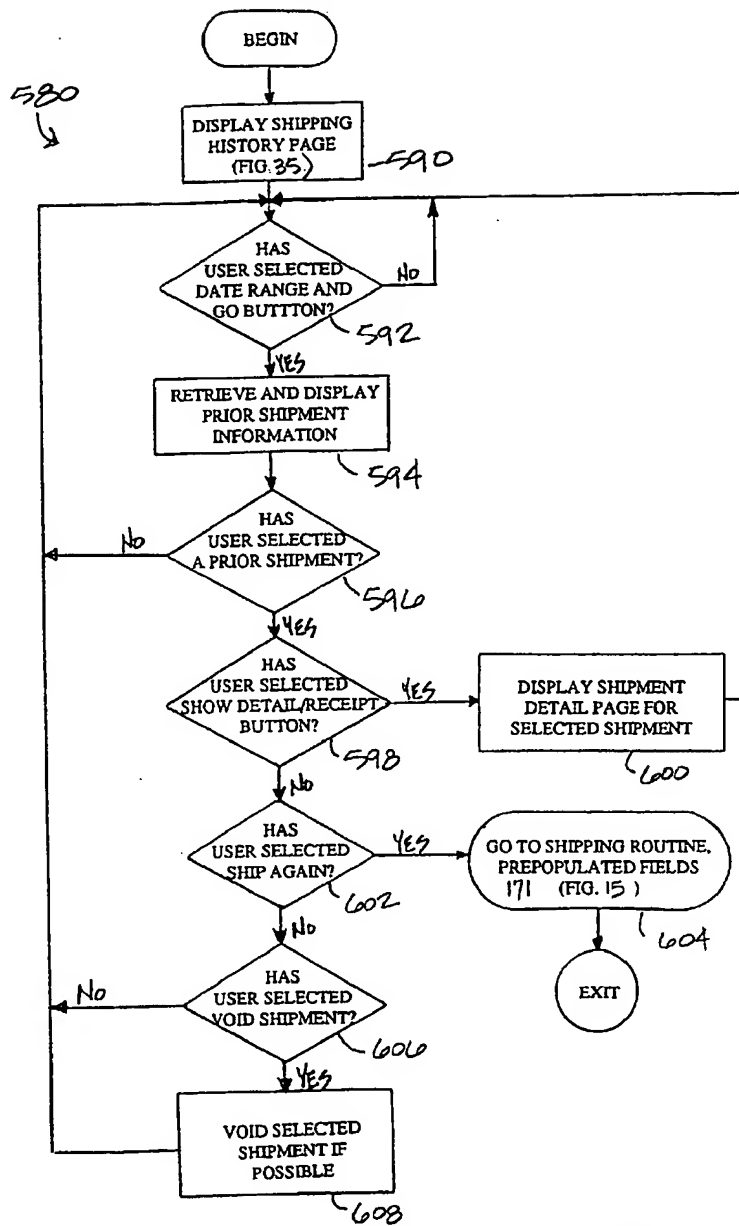 BEGIN
580
DISPLAY SHIPPING
HISTORY PAGE
(FIG. 35.)
590
HAS
USER SELECTED
DATE RANGE AND
GO BUTTTON?
NO
592
YES
RETRIEVE AND DISPLAY
PRIOR SHIPMENT
INFORMATION
594
HAS
USER SELECTED
A PRIOR SHIPMENT?
NO
596
YES
HAS
USER SELECTED
SHOW DETAIL/RECEIPT
BUTTON?
YES
598
DISPLAY SHIPMENT
DETAIL PAGE FOR
SELECTED SHIPMENT
600
NO
HAS
USER SELECTED
SHIP AGAIN?
YES
602
GO TO SHIPPING ROUTINE,
PREPOPULATED FIELDS
171 (FIG. 15 )
604
EXIT
NO
HAS
USER SELECTED
VOID SHIPMENT?
No
606
YES
VOID SELECTED
SHIPMENT IF
POSSIBLE
608